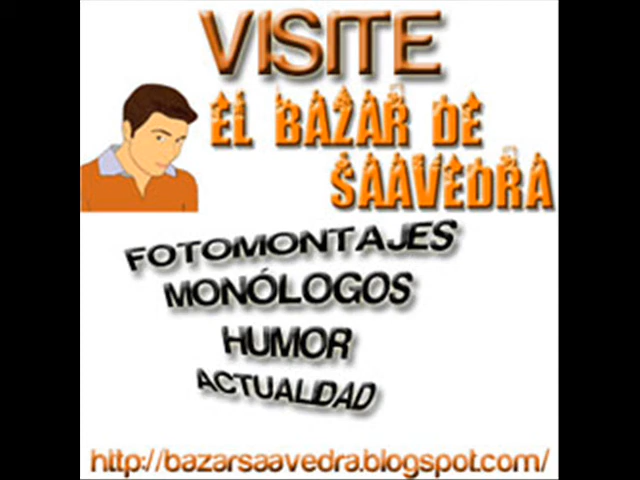 VISITE
EL BAZAR DE
SAAVEDRA
FOTOMONTAJES
MONÓLOGOS
HUMOR
ACTUALIDAD
http://bazarsaavedra.blogspot.com/